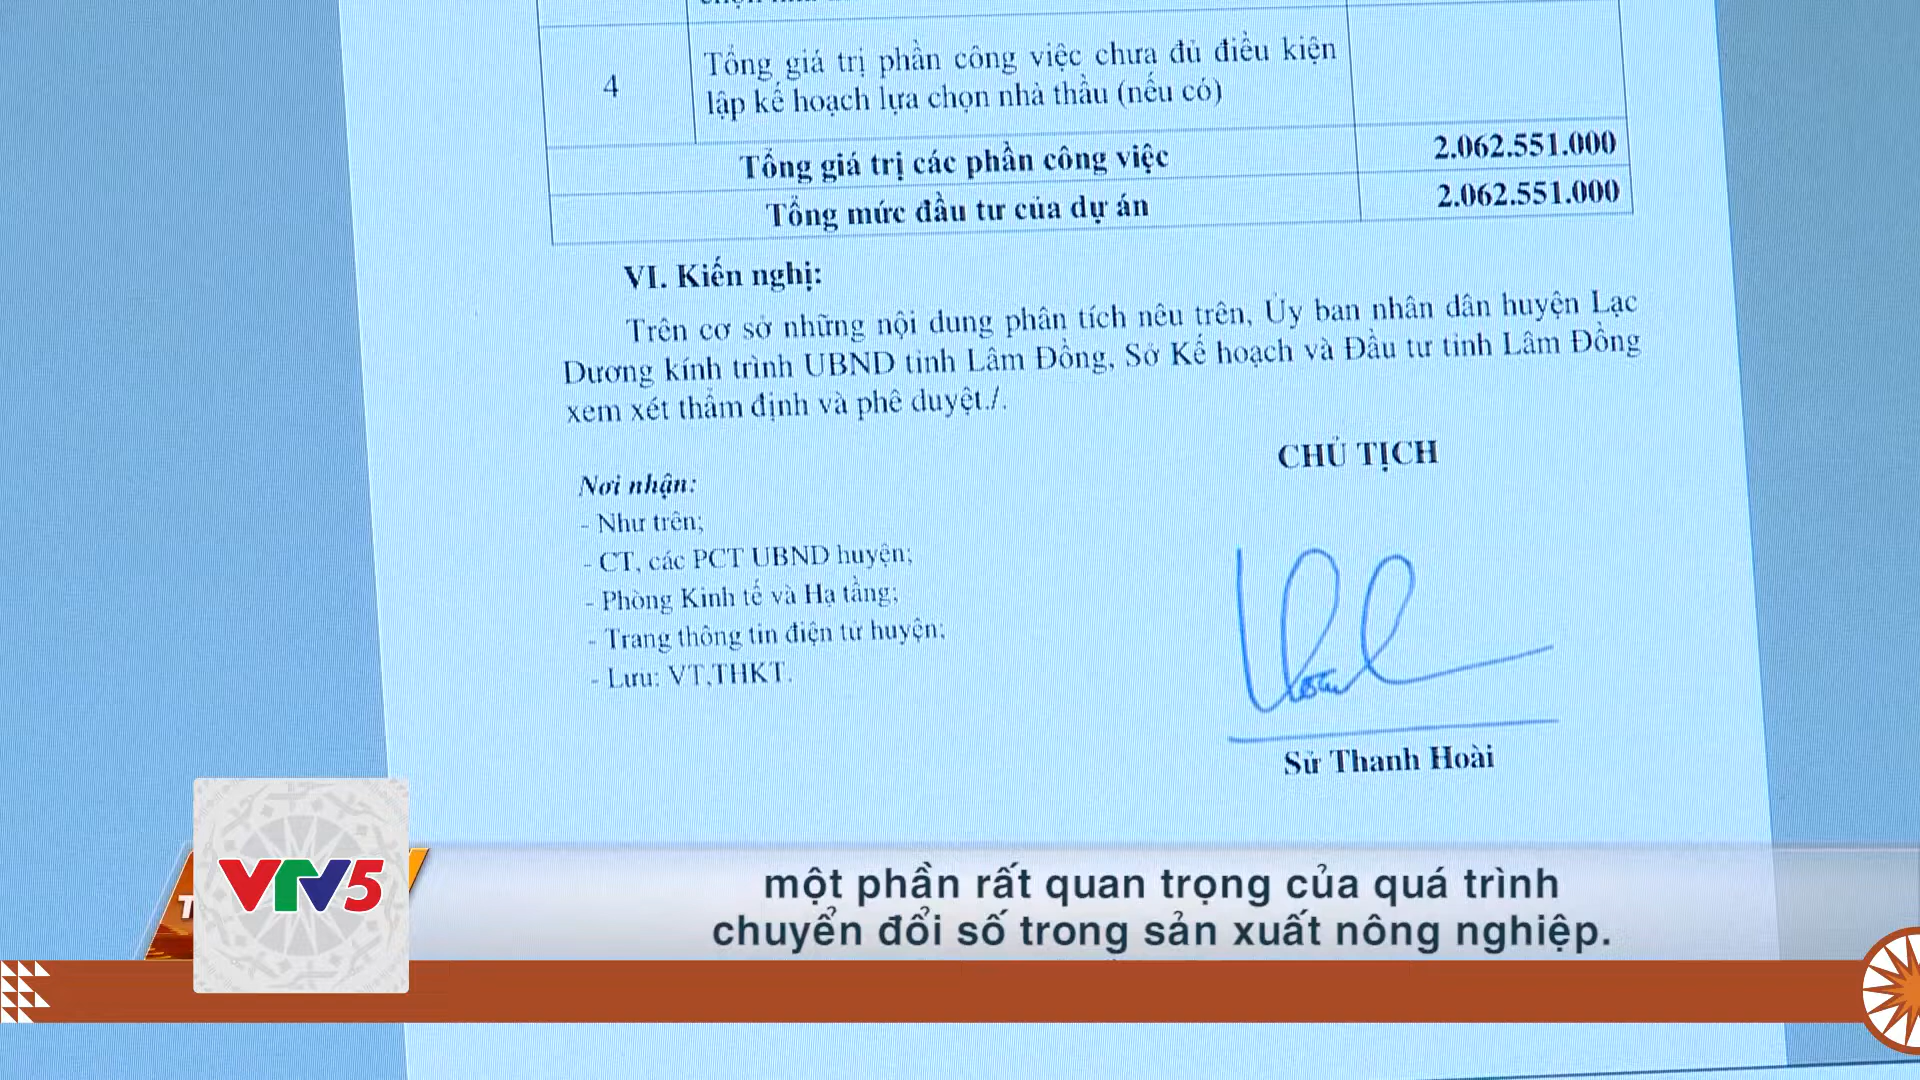 4
Tổng giá trị phần công việc chưa đủ điều kiện
lập kế hoạch lựa chọn nhà thầu (nếu có)
Tổng giá trị các phần công việc 2.062.551.000
Tổng mức đầu tư của dự án 2.062.551.000
VI. Kiến nghị:
Trên cơ sở những nội dung phân tích nêu trên, Ủy ban nhân dân huyện Lạc
Dương kính trình UBND tỉnh Lâm Đồng, Sở Kế hoạch và Đầu tư tỉnh Lâm Đồng
xem xét thẩm định và phê duyệt./.
CHỦ TỊCH
Nơi nhận:
- Như trên;
- CT, các PCT UBND huyện;
- Phòng Kinh tế và Hạ tầng;
- Trang thông tin điện tử huyện;
- Lưu: VT,THKT.
Sử Thanh Hoài
VTV5
một phần rất quan trọng của quá trình
chuyển đổi số trong sản xuất nông nghiệp.